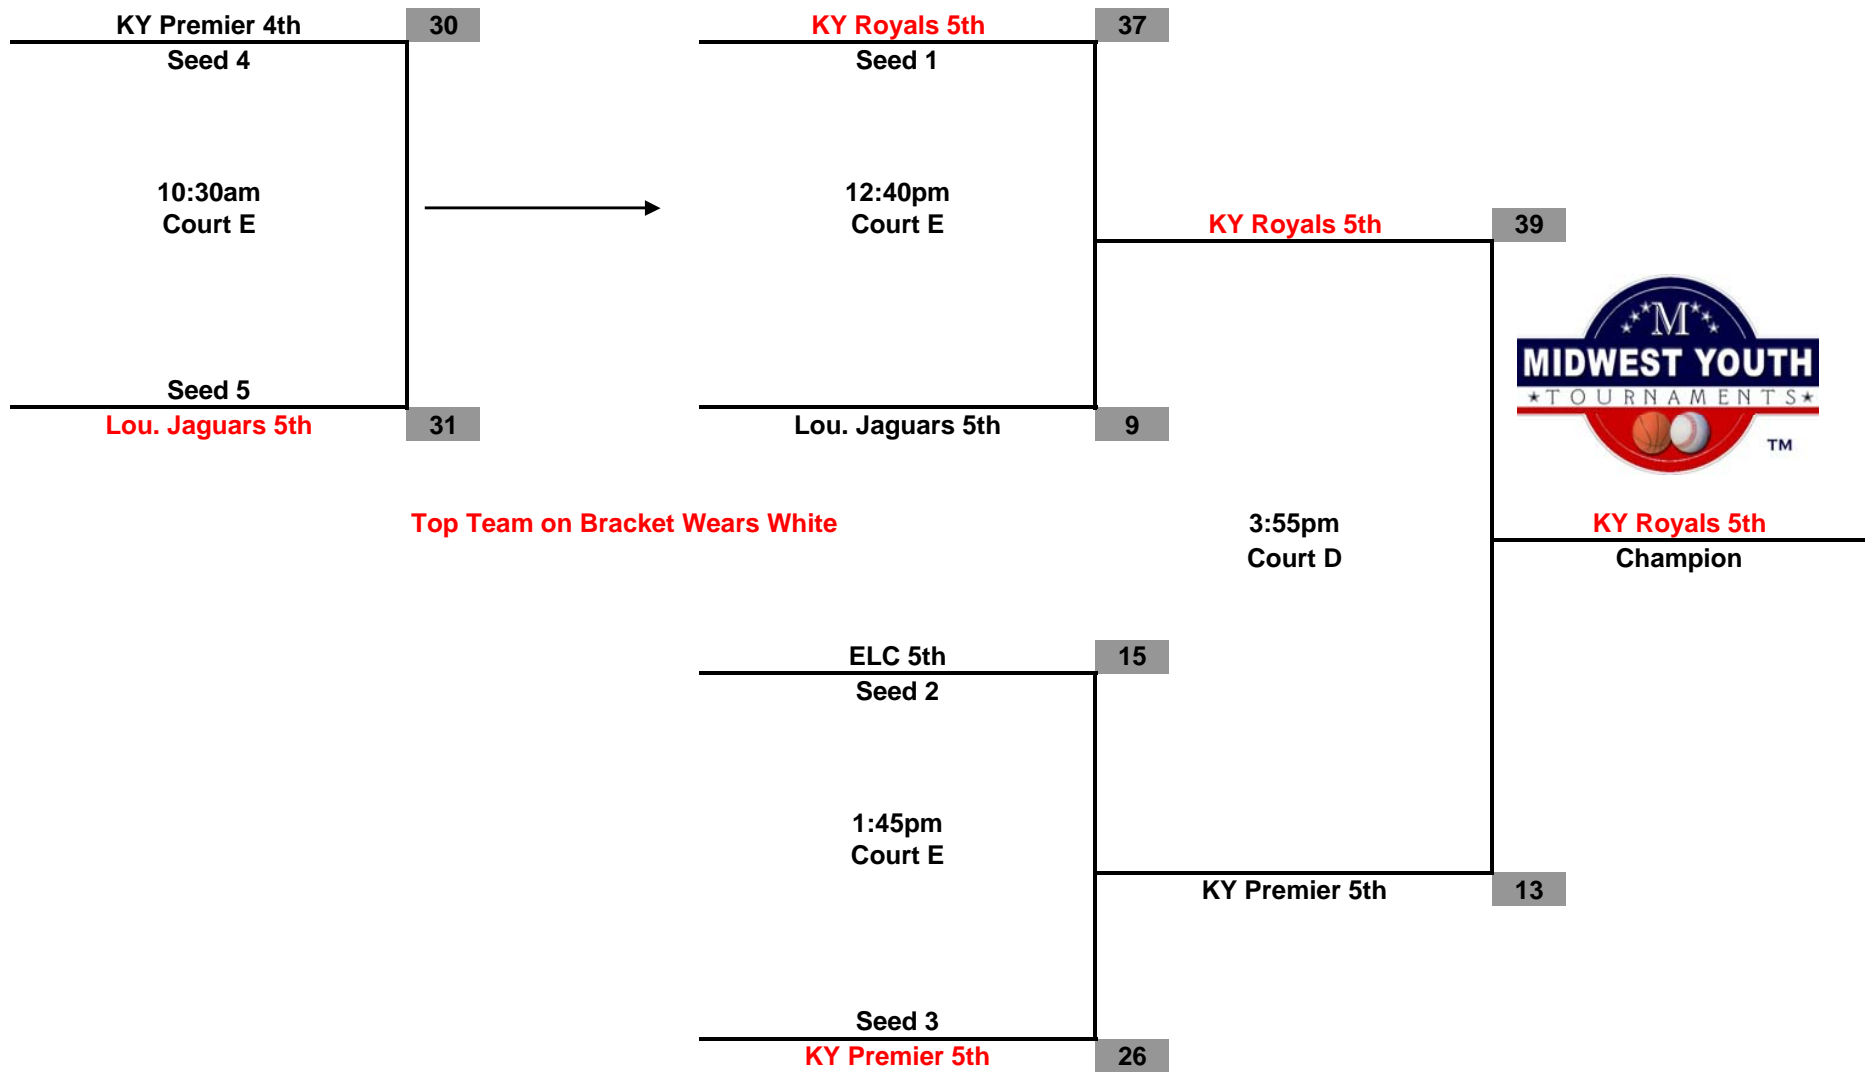 KY Premier 4th 30
Seed 4
10:30am
Court E
Seed 5
Lou. Jaguars 5th 31
KY Royals 5th 37
Seed 1
12:40pm
Court E
Lou. Jaguars 5th 9
KY Royals 5th 39
M
MIDWEST YOUTH
TOURNAMENTS
TM
Top Team on Bracket Wears White
3:55pm
Court D
KY Royals 5th
Champion
ELC 5th 15
Seed 2
1:45pm
Court E
KY Premier 5th 13
Seed 3
KY Premier 5th 26